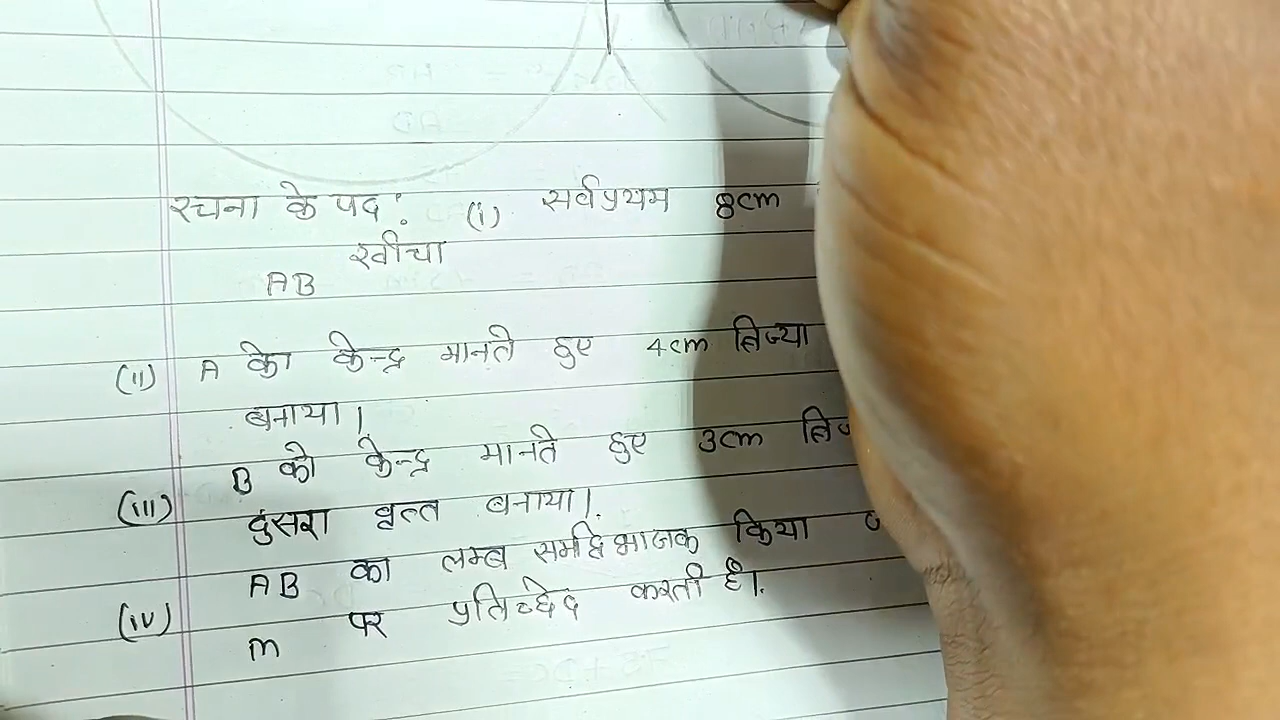 रचना के पद : (i) सर्वप्रथम 8cm
खींचा
AB
(ii) A को केन्द्र मानते हुए 4cm त्रिज्या
बनाया।
(iii) B को केन्द्र मानते हुए 3cm
दुसरा वृत्त बनाया।
(iv) AB का लम्ब समद्विभाजक किया
m पर प्रतिच्छेद करती है।